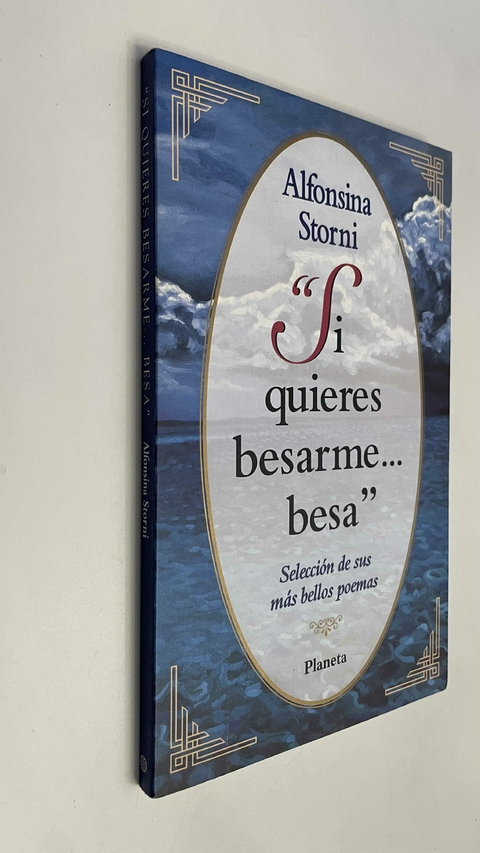 "SI QUIERES BESARME... BESA" Alfonsina Storni
Alfonsina
Storni
“Si
quieres
besarme...
besa”
Selección de sus
más bellos poemas
Planeta